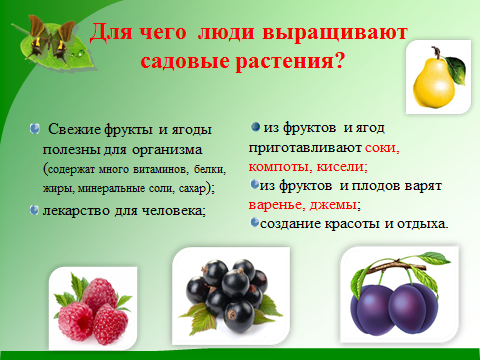 Для чего люди выращивают
садовые растения?
Свежие фрукты и ягоды
полезны для организма
(содержат много витаминов, белки,
жиры, минеральные соли, сахар);
лекарство для человека;
из фруктов и ягод
приготавливают соки,
компоты, кисели;
из фруктов и плодов варят
варенье, джемы;
создание красоты и отдыха.